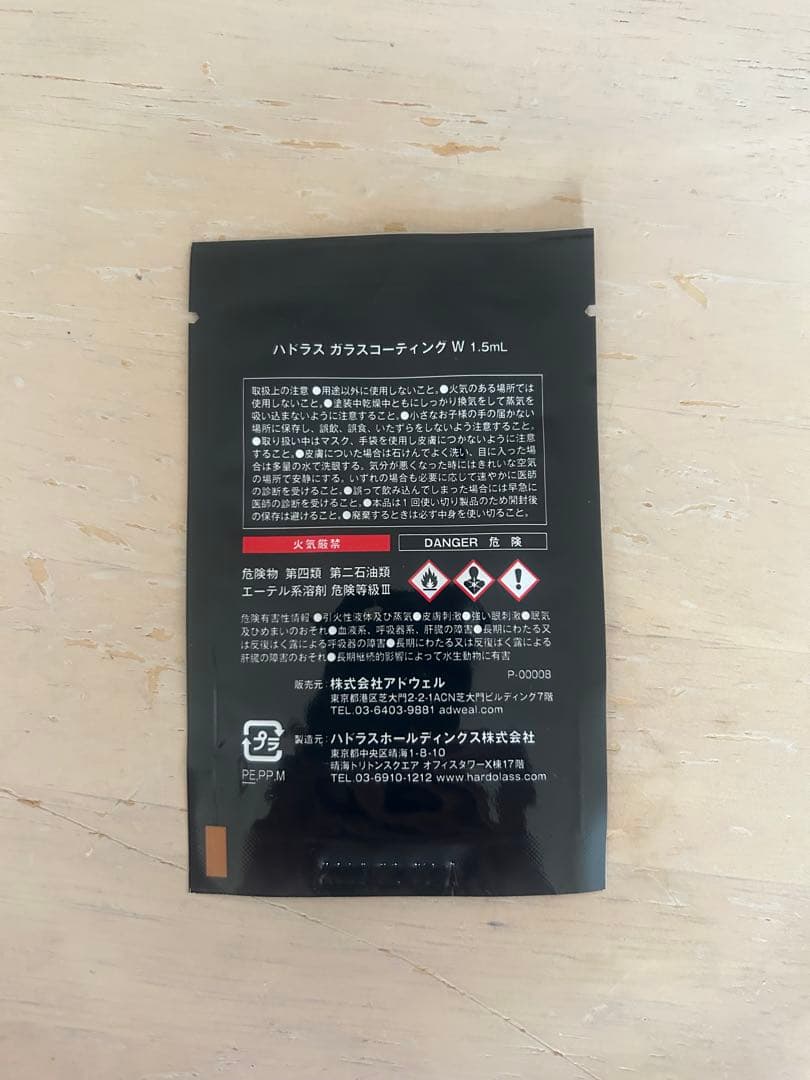 ハドラス ガラスコーティング W 1.5mL
取扱上の注意 ●用途以外に使用しないこと。●火気のある場所では
使用しないこと。●塗装中乾燥中ともにしっかり換気をして蒸気を
吸い込まないように注意すること。●小さなお子様の手の届かない
場所に保存し、誤飲、誤食、いたずらをしないよう注意すること。
●取り扱い中はマスク、手袋を使用し皮膚につかないように注意
すること。●皮膚についた場合は石けんでよく洗い、目に入った場
合は多量の水で洗眼する。気分が悪くなった時にはきれいな空気
の場所で安静にする。いずれの場合も必要に応じて速やかに医師
の診断を受けること。●誤って飲み込んでしまった場合には早急に
医師の診断を受けること。●本品は1回使い切り製品のため開封後
の保存は避けること。●廃棄するときは必ず中身を使い切ること。
火気厳禁
DANGER 危険
危険物 第四類 第二石油類
エーテル系溶剤 危険等級Ⅲ
危険有害性情報 ●引火性液体及び蒸気●皮膚刺激●強い眼刺激●眠気
及びめまいのおそれ●血液系、呼吸器系、肝臓の障害●長期にわたる又
は反復ばく露による呼吸器の障害●長期にわたる又は反復ばく露による
肝臓の障害のおそれ●長期継続的影響によって水生動物に有害
P-00008
販売元: 株式会社アドウェル
東京都港区芝大門2-2-1ACN芝大門ビルディング7階
TEL.03-6403-9881 adweal.com
プラ
PE,PP,M
製造元: ハドラスホールディングス株式会社
東京都中央区晴海1-8-10
晴海トリトンスクエア オフィスタワーX棟17階
TEL.03-6910-1212 www.hardolass.com